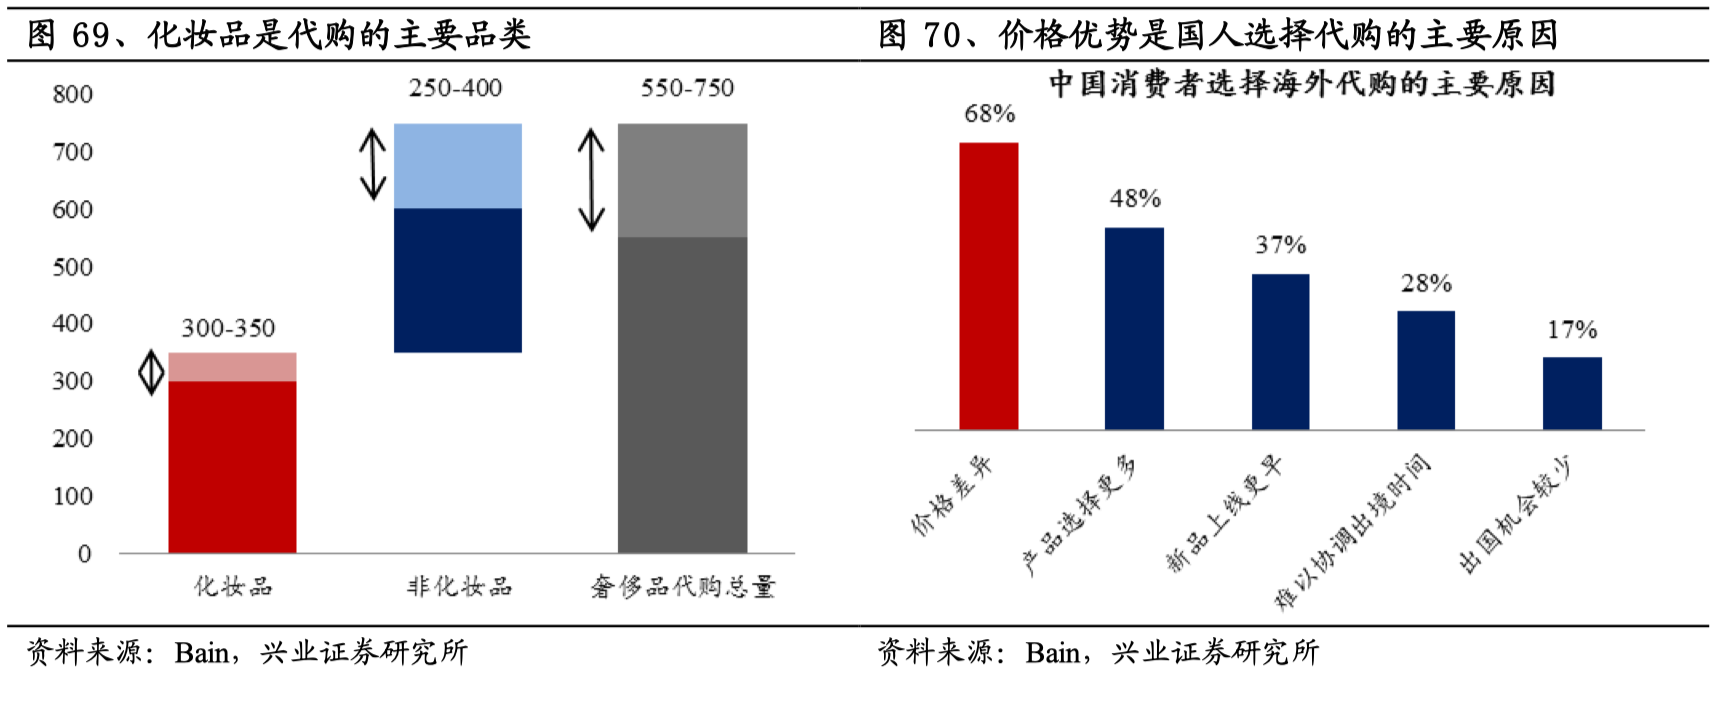 图 69、化妆品是代购的主要品类
800
700
600
500
400
300
200
100
0
300-350
250-400
550-750
化妆品
非化妆品
奢侈品代购总量
资料来源：Bain，兴业证券研究所
图 70、价格优势是国人选择代购的主要原因
中国消费者选择海外代购的主要原因
68%
48%
37%
28%
17%
价格差异
产品选择更多
新品上线更早
难以协调出境时间
出国机会较少
资料来源：Bain，兴业证券研究所